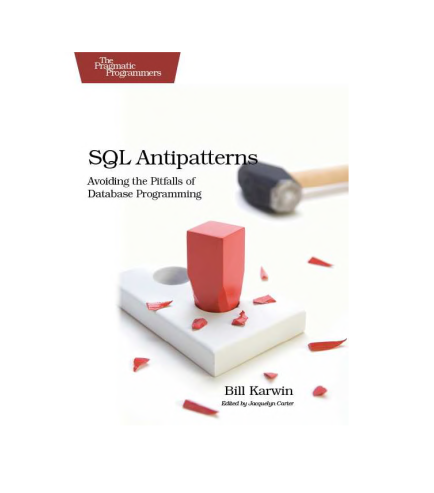 The
Pragmatic
Programmers
SQL Antipatterns
Avoiding the Pitfalls of
Database Programming
Bill Karwin
Edited by Jacquelyn Carter